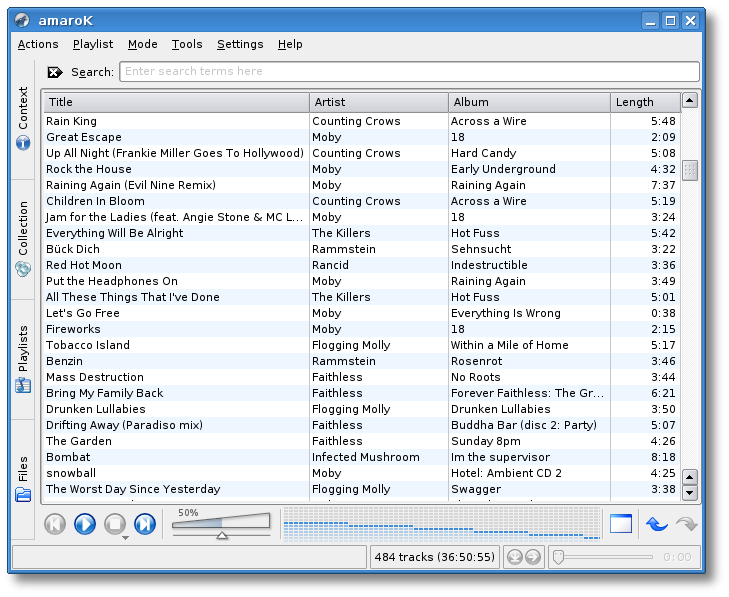 amaroK
Actions Playlist Mode Tools Settings Help
Search: Enter search terms here
Context
Collection
Playlists
Files
Title Artist Album Length
Rain King Counting Crows Across a Wire 5:48
Great Escape Moby 18 2:09
Up All Night (Frankie Miller Goes To Hollywood) Counting Crows Hard Candy 5:08
Rock the House Moby Early Underground 4:32
Raining Again (Evil Nine Remix) Moby Raining Again 7:37
Children In Bloom Counting Crows Across a Wire 5:19
Jam for the Ladies (feat. Angie Stone & MC L... Moby 18 3:24
Everything Will Be Alright The Killers Hot Fuss 5:42
Bück Dich Rammstein Sehnsucht 3:22
Red Hot Moon Rancid Indestructible 3:36
Put the Headphones On Moby Raining Again 3:49
All These Things That I've Done The Killers Hot Fuss 5:01
Let's Go Free Moby Everything Is Wrong 0:38
Fireworks Moby 18 2:15
Tobacco Island Flogging Molly Within a Mile of Home 5:17
Benzin Rammstein Rosenrot 3:46
Mass Destruction Faithless No Roots 3:44
Bring My Family Back Faithless Forever Faithless: The Gr... 6:21
Drunken Lullabies Flogging Molly Drunken Lullabies 3:50
Drifting Away (Paradiso mix) Faithless Buddha Bar (disc 2: Party) 5:07
The Garden Faithless Sunday 8pm 4:26
Bombat Infected Mushroom Im the supervisor 8:18
snowball Moby Hotel: Ambient CD 2 4:25
The Worst Day Since Yesterday Flogging Molly Swagger 3:38
50%
484 tracks (36:50:55) 0:00